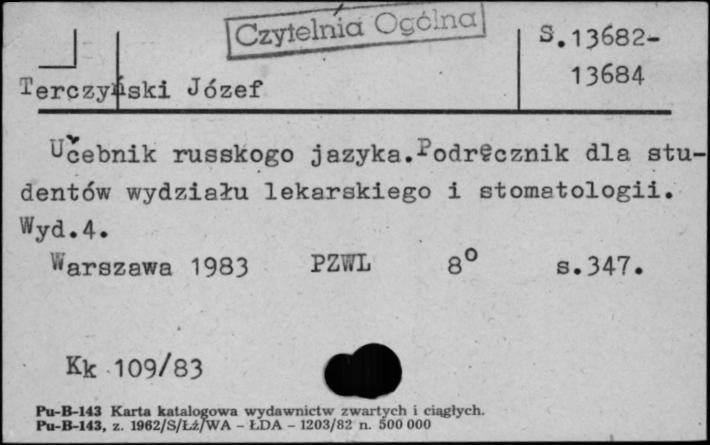 Czytelnia Ogólna
S.13682-
13684
Terczyński Józef
Učebnik russkogo jazyka.Podręcznik dla stu-
dentów wydziału lekarskiego i stomatologii.
Wyd.4.
Warszawa 1983 PZWL 8° s.347.
Kk 109/83
Pu-B-143 Karta katalogowa wydawnictw zwartych i ciągłych.
Pu-B-143, z. 1962/S/Łź/WA - ŁDA - 1203/82 n. 500 000